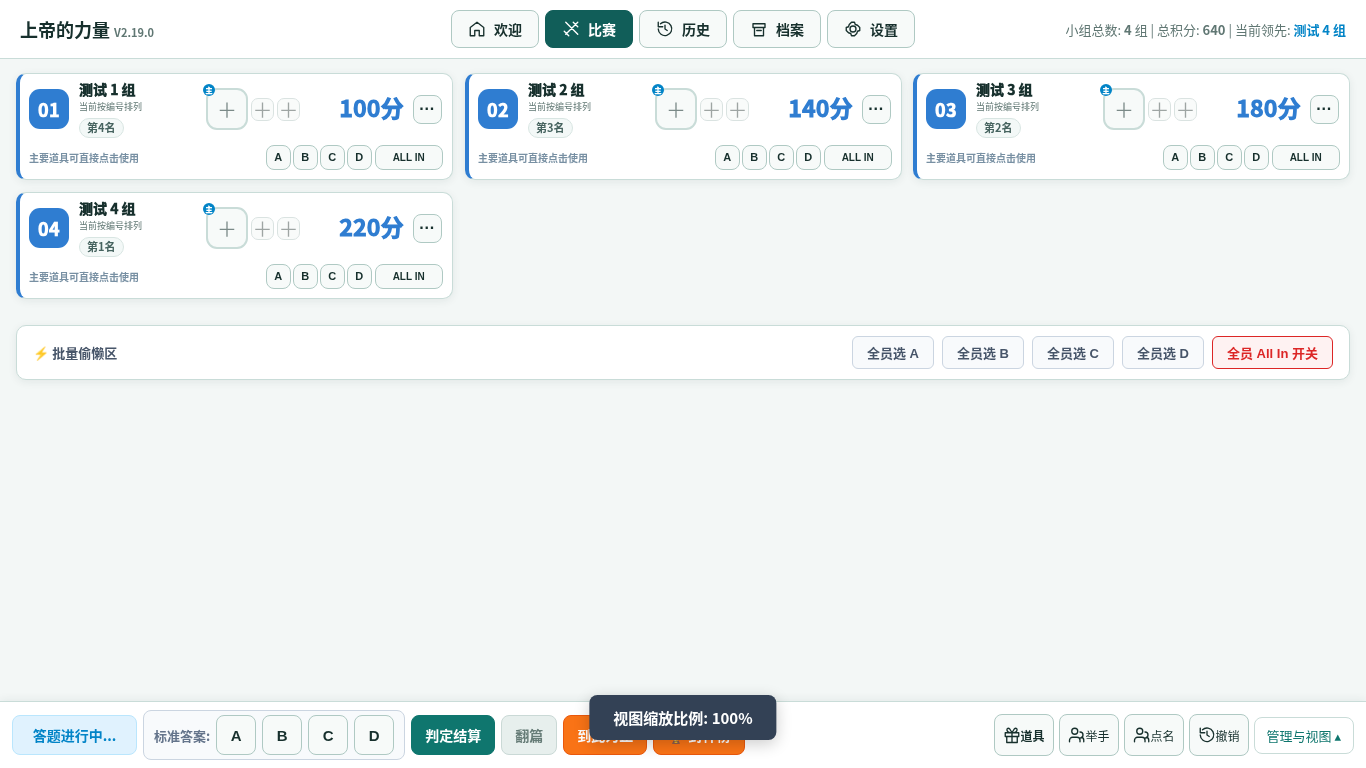 上帝的力量 V2.19.0
欢迎
比赛
历史
档案
设置
小组总数: 4 组 | 总积分: 640 | 当前领先: 测试 4 组
01
测试 1 组
当前按编号排列
第4名
主
100分
...
主要道具可直接点击使用
A
B
C
D
ALL IN
02
测试 2 组
当前按编号排列
第3名
主
140分
...
主要道具可直接点击使用
A
B
C
D
ALL IN
03
测试 3 组
当前按编号排列
第2名
主
180分
...
主要道具可直接点击使用
A
B
C
D
ALL IN
04
测试 4 组
当前按编号排列
第1名
主
220分
...
主要道具可直接点击使用
A
B
C
D
ALL IN
⚡ 批量偷懒区
全员选 A
全员选 B
全员选 C
全员选 D
全员 All In 开关
视图缩放比例: 100%
答题进行中...
标准答案:
A
B
C
D
判定结算
翻篇
道具
举手
点名
撤销
管理与视图 ▴